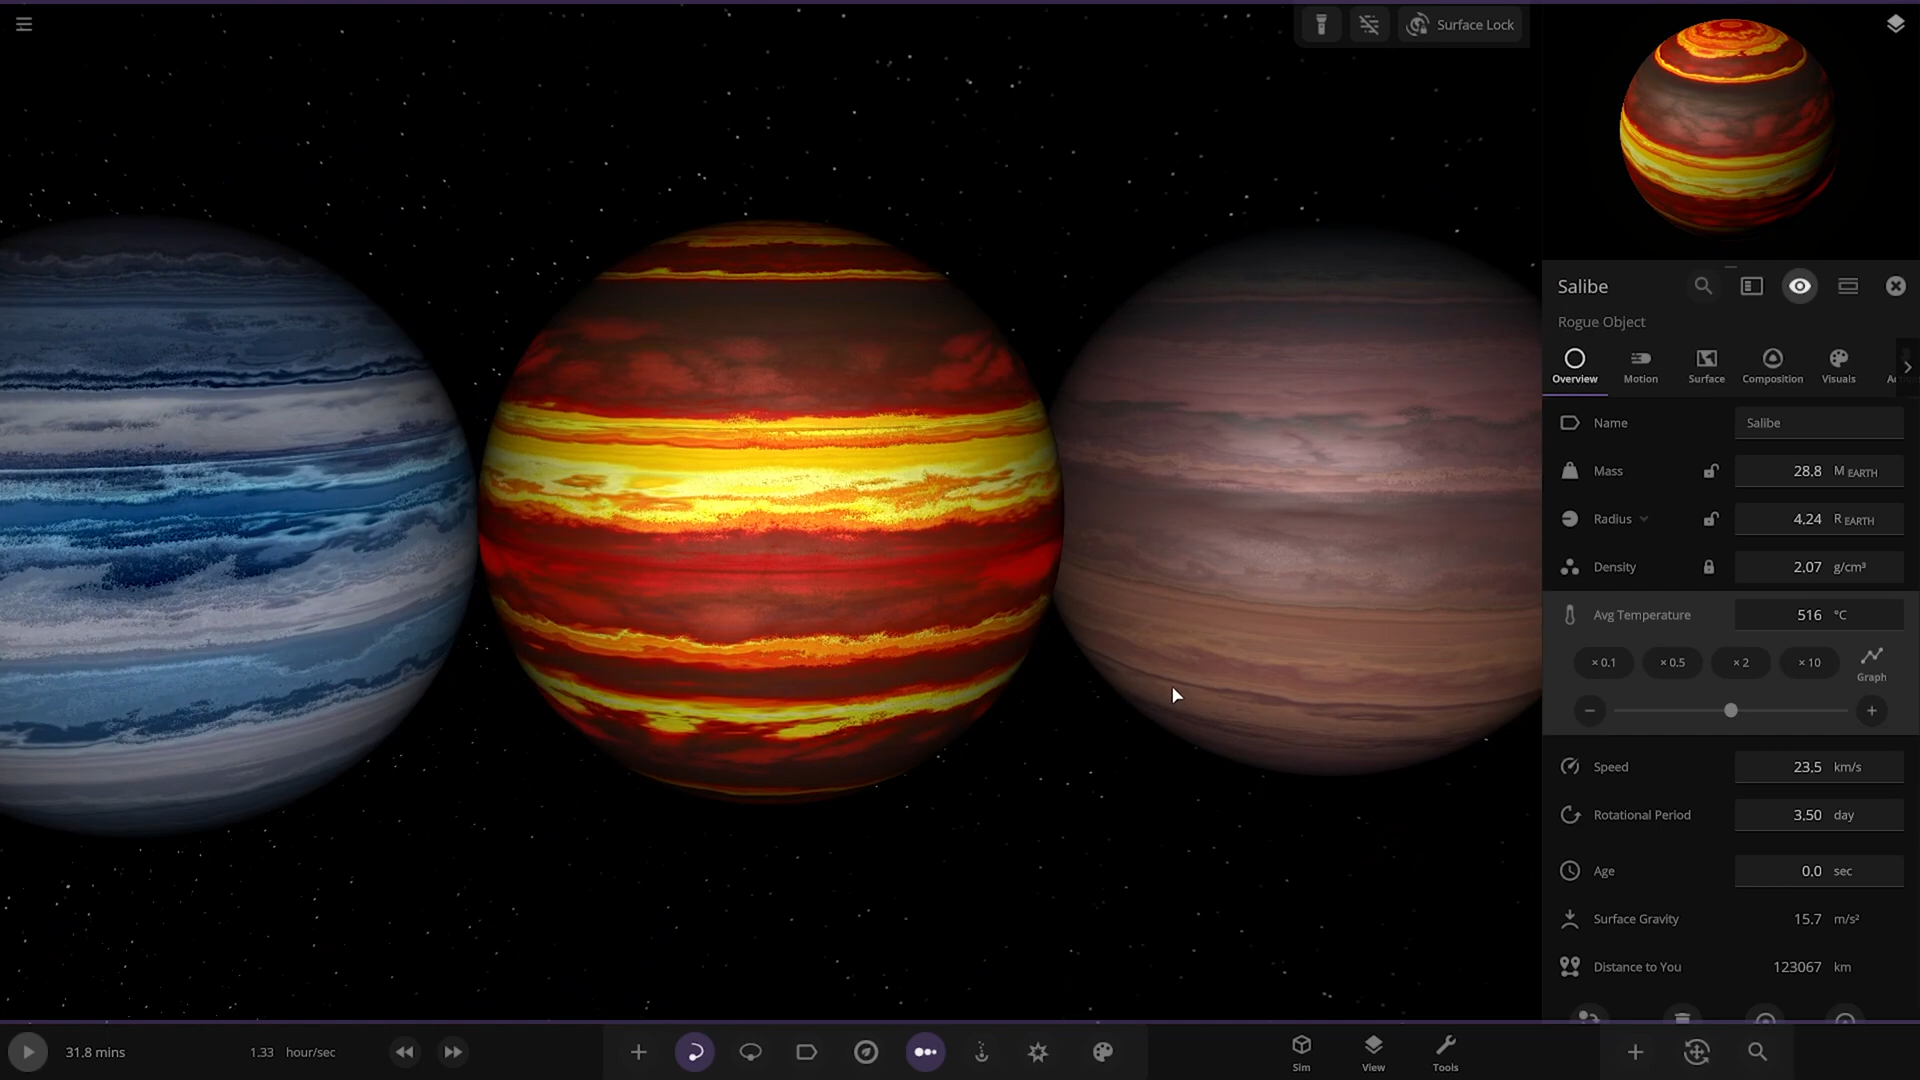 Surface Lock
Salibe
Rogue Object
Overview
Motion
Surface
Composition
Visuals
Name Salibe
Mass 28.8 M EARTH
Radius 4.24 R EARTH
Density 2.07 g/cm³
Avg Temperature 516 °C
× 0.1 × 0.5 × 2 × 10
Graph
Speed 23.5 km/s
Rotational Period 3.50 day
Age 0.0 sec
Surface Gravity 15.7 m/s²
Distance to You 123067 km
31.8 mins 1.33 hour/sec
Sim View Tools